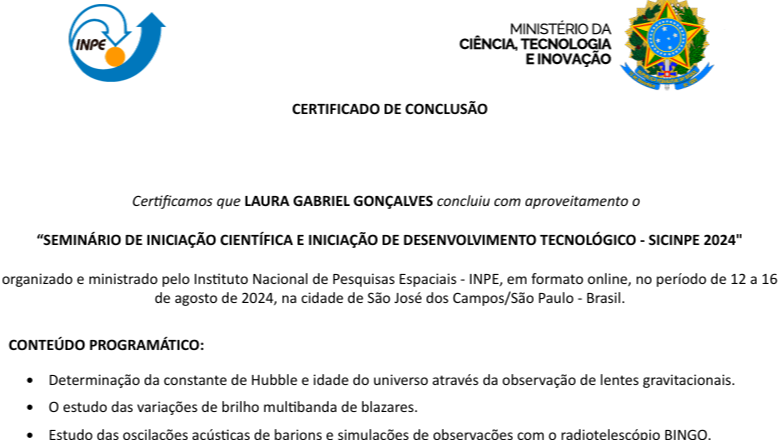 INPE
MINISTÉRIO DA
CIÊNCIA, TECNOLOGIA
E INOVAÇÃO
CERTIFICADO DE CONCLUSÃO
Certificamos que LAURA GABRIEL GONÇALVES concluiu com aproveitamento o
“SEMINÁRIO DE INICIAÇÃO CIENTÍFICA E INICIAÇÃO DE DESENVOLVIMENTO TECNOLÓGICO - SICINPE 2024"
organizado e ministrado pelo Instituto Nacional de Pesquisas Espaciais - INPE, em formato online, no período de 12 a 16
de agosto de 2024, na cidade de São José dos Campos/São Paulo - Brasil.
CONTEÚDO PROGRAMÁTICO:
• Determinação da constante de Hubble e idade do universo através da observação de lentes gravitacionais.
• O estudo das variações de brilho multibanda de blazares.
• Estudo das oscilações acústicas de barions e simulações de observações com o radiotelescópio BINGO.